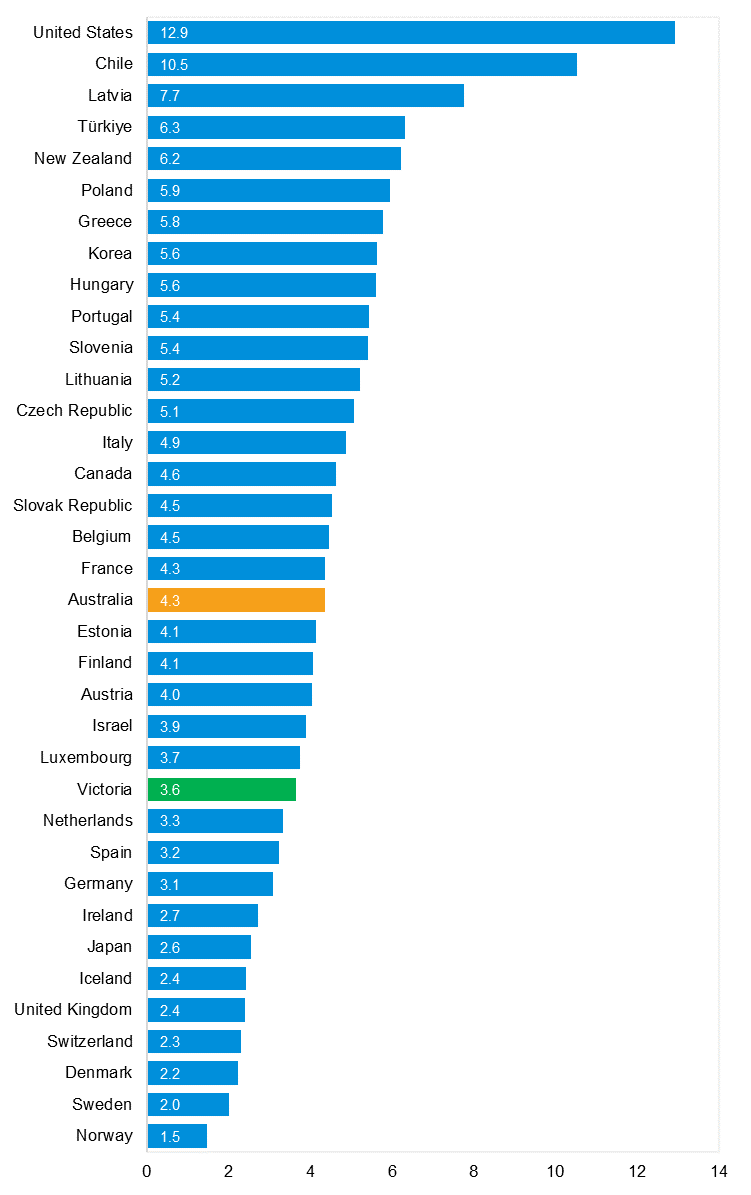 United States 12.9
Chile 10.5
Latvia 7.7
Türkiye 6.3
New Zealand 6.2
Poland 5.9
Greece 5.8
Korea 5.6
Hungary 5.6
Portugal 5.4
Slovenia 5.4
Lithuania 5.2
Czech Republic 5.1
Italy 4.9
Canada 4.6
Slovak Republic 4.5
Belgium 4.5
France 4.3
Australia 4.3
Estonia 4.1
Finland 4.1
Austria 4.0
Israel 3.9
Luxembourg 3.7
Victoria 3.6
Netherlands 3.3
Spain 3.2
Germany 3.1
Ireland 2.7
Japan 2.6
Iceland 2.4
United Kingdom 2.4
Switzerland 2.3
Denmark 2.2
Sweden 2.0
Norway 1.5
0 2 4 6 8 10 12 14